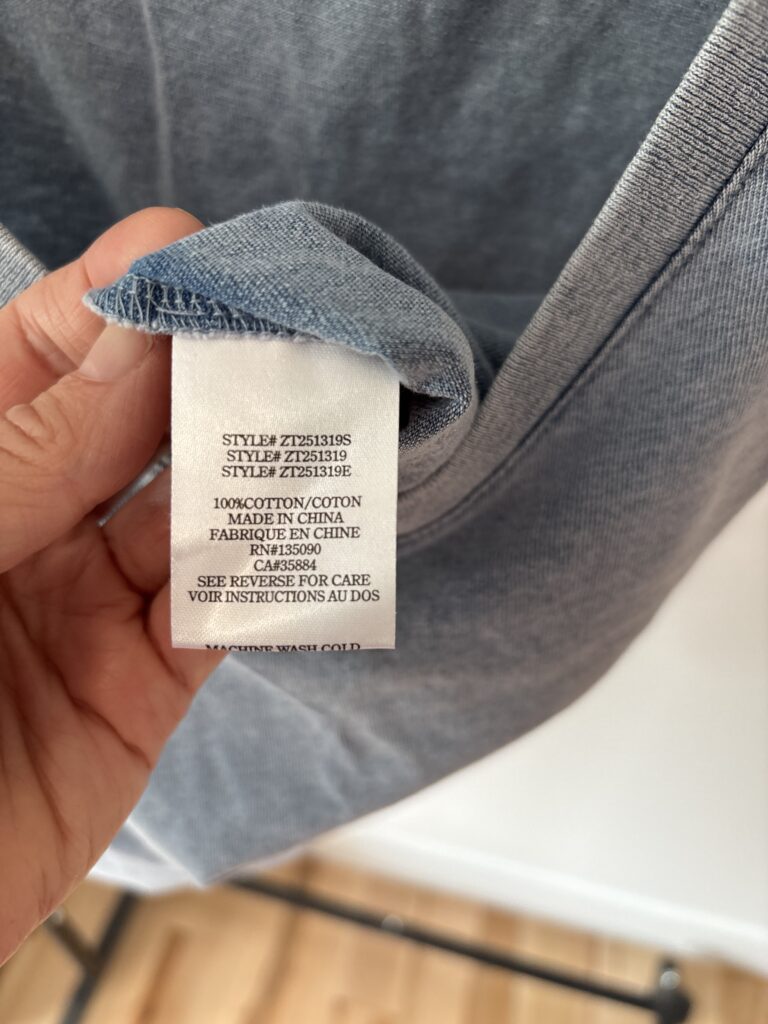 STYLE# ZT251319S
STYLE# ZT251319
STYLE# ZT251319E
100%COTTON/COTON
MADE IN CHINA
FABRIQUE EN CHINE
RN#135090
CA#35884
SEE REVERSE FOR CARE
VOIR INSTRUCTIONS AU DOS
MACHINE WASH COLD